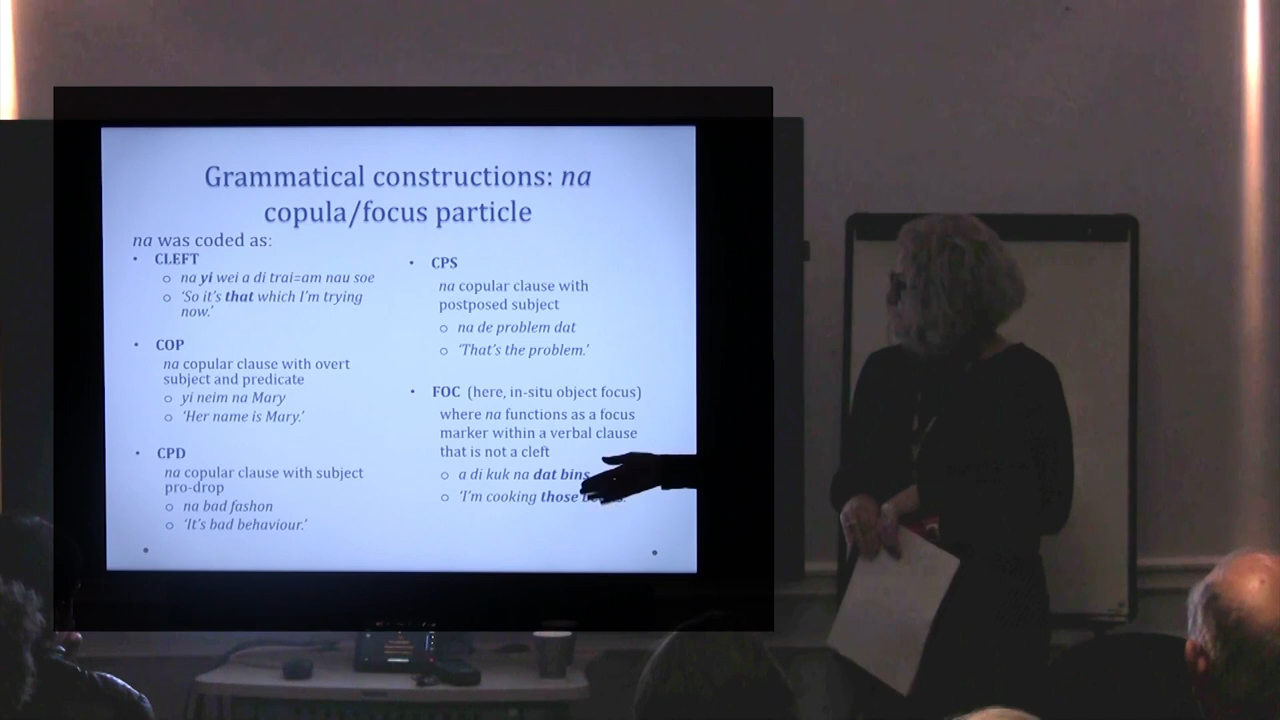 Grammatical constructions: na
copula/focus particle
na was coded as:
• CLEFT
o na yi wei a di trai=am nau soe
o ‘So it’s that which I’m trying
now.’
• COP
na copular clause with overt
subject and predicate
o yi neim na Mary
o ‘Her name is Mary.’
• CPD
na copular clause with subject
pro-drop
o na bad fashon
o ‘It’s bad behaviour.’
• CPS
na copular clause with
postposed subject
o na de problem dat
o ‘That’s the problem.’
• FOC (here, in-situ object focus)
where na functions as a focus
marker within a verbal clause
that is not a cleft
o a di kuk na dat bins
o ‘I’m cooking those